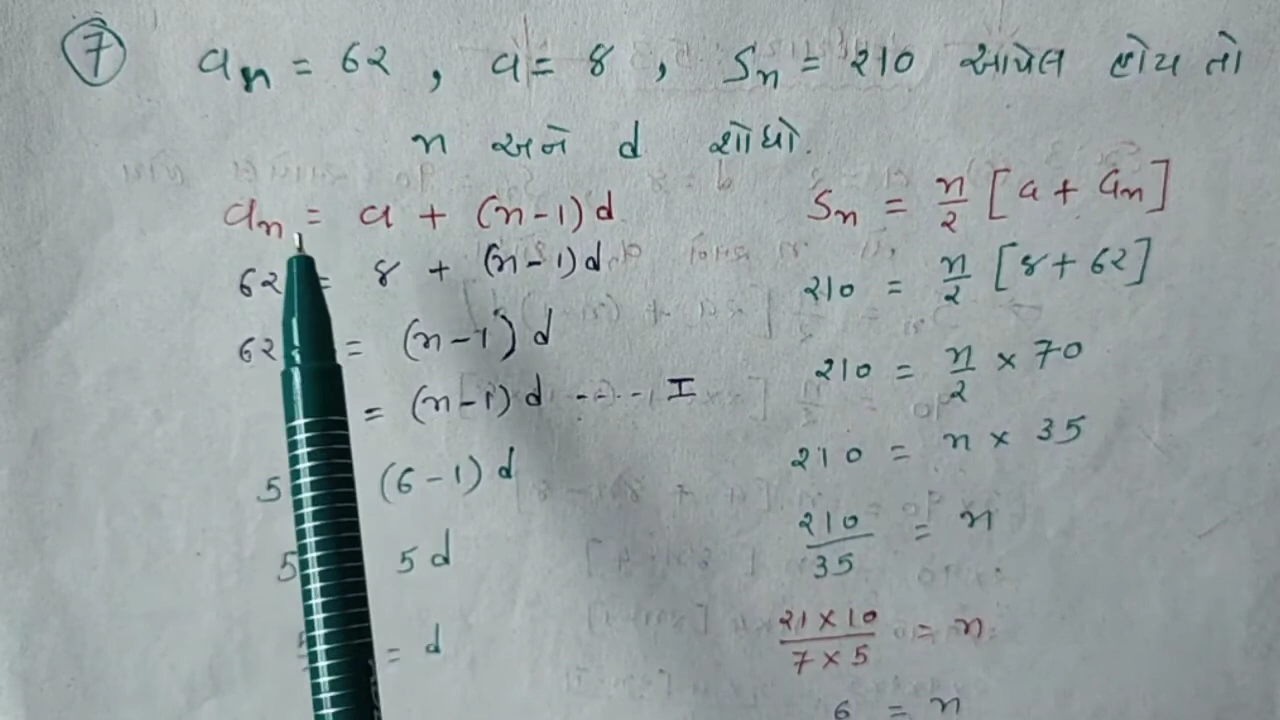 7 an = 62 , a = 8 , Sn = 210 આપેલ હોય તો
n અને d શોધો.
an = a + (n-1)d
62 = 8 + (n-1)d
62 = (n-1)d
= (n-1)d ---- I
5 (6-1)d
5 5d
= d
Sn = n/2 [a + an]
210 = n/2 [8 + 62]
210 = n/2 × 70
210 = n × 35
210/35 = n
21 × 10 / 7 × 5 = n
6 = n